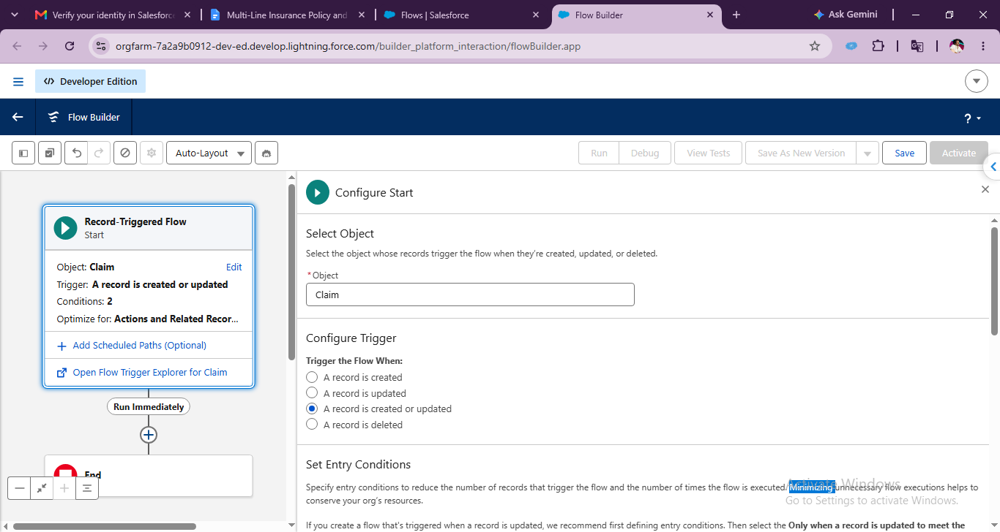 Verify your identity in Salesforc
Multi-Line Insurance Policy and
Flows | Salesforce
Flow Builder
Ask Gemini
orgfarm-7a2a9b0912-dev-ed.develop.lightning.force.com/builder_platform_interaction/flowBuilder.app
</> Developer Edition
Flow Builder
?
Auto-Layout
Run
Debug
View Tests
Save As New Version
Save
Activate
Record-Triggered Flow
Start
Object: Claim
Edit
Trigger: A record is created or updated
Conditions: 2
Optimize for: Actions and Related Recor...
Add Scheduled Paths (Optional)
Open Flow Trigger Explorer for Claim
Run Immediately
End
Configure Start
Select Object
Select the object whose records trigger the flow when they're created, updated, or deleted.
*Object
Claim
Configure Trigger
Trigger the Flow When:
A record is created
A record is updated
A record is created or updated
A record is deleted
Set Entry Conditions
Specify entry conditions to reduce the number of records that trigger the flow and the number of times the flow is executed. Minimizing unnecessary flow executions helps to
conserve your org's resources.
If you create a flow that's triggered when a record is updated, we recommend first defining entry conditions. Then select the Only when a record is updated to meet the
Activate Windows
Go to Settings to activate Windows.